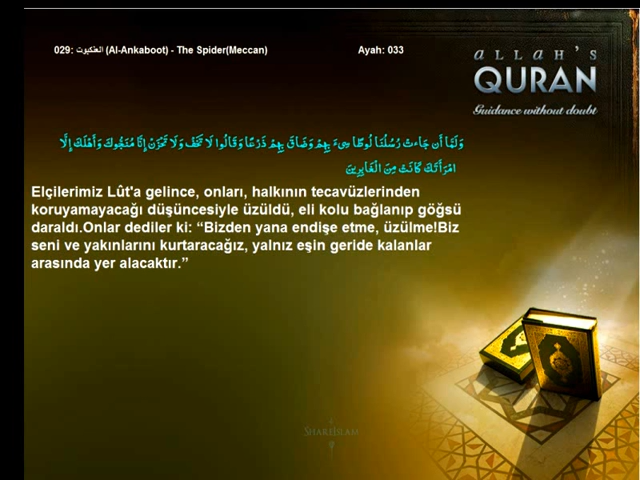 029: العنكبوت (Al-Ankaboot) - The Spider(Meccan) Ayah: 033
ALLAH'S
QURAN
Guidance without doubt
وَلَمَّا أَن جَاءتْ رُسُلُنَا لُوطًا سِيءَ بِهِمْ وَضَاقَ بِهِمْ ذَرْعًا وَقَالُوا لَا تَخَفْ وَلَا تَحْزَنْ إِنَّا مُنَجُّوكَ وَأَهْلَكَ إِلَّا
امْرَأَتَكَ كَانَتْ مِنَ الْغَابِرِينَ
Elçilerimiz Lût'a gelince, onları, halkının tecavüzlerinden
koruyamayacağı düşüncesiyle üzüldü, eli kolu bağlanıp göğsü
daraldı.Onlar dediler ki: “Bizden yana endişe etme, üzülme!Biz
seni ve yakınlarını kurtaracağız, yalnız eşin geride kalanlar
arasında yer alacaktır.”
SHAREISLAM